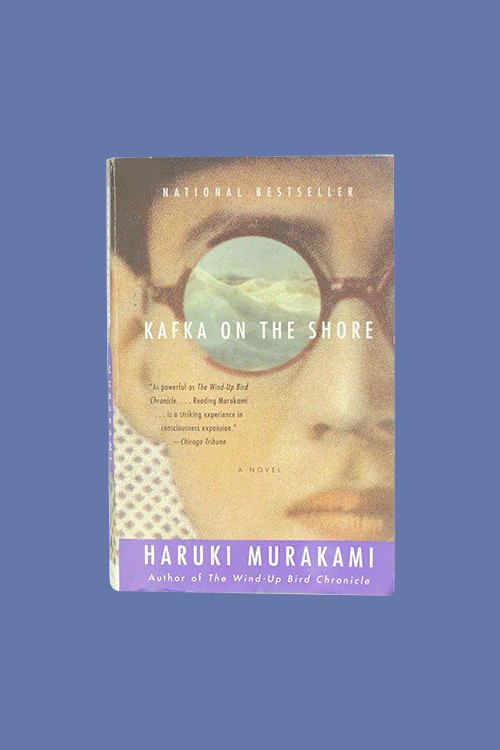 NATIONAL BESTSELLER
KAFKA ON THE SHORE
"As powerful as The Wind-Up Bird
Chronicle. . . . Reading Murakami
. . . is a striking experience in
consciousness expansion."
—Chicago Tribune
A NOVEL
HARUKI MURAKAMI
Author of The Wind-Up Bird Chronicle